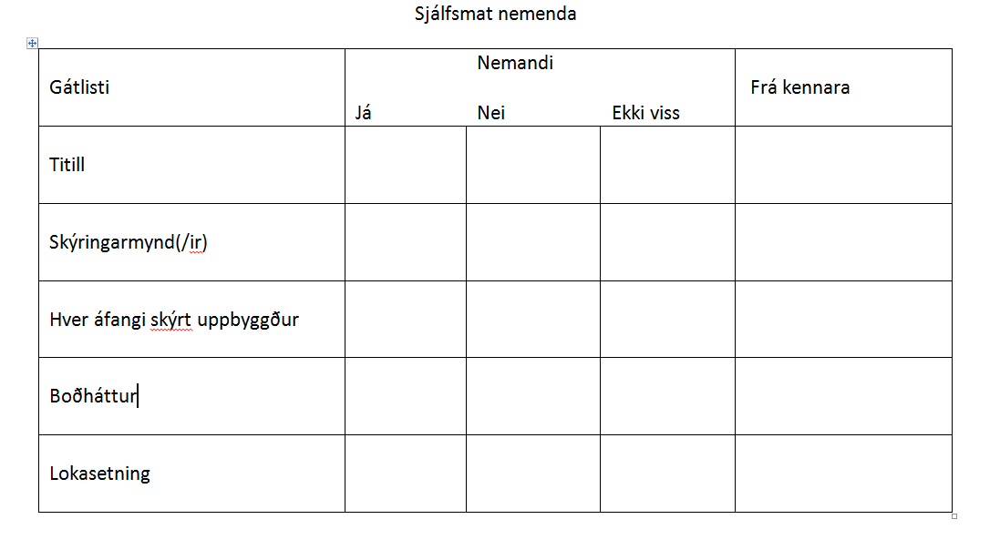 Sjálfsmat nemenda
Gátlisti
Nemandi
Já Nei Ekki viss
Frá kennara
Titill
Skýringarmynd(/ir)
Hver áfangi skýrt uppbyggður
Boðháttur
Lokasetning